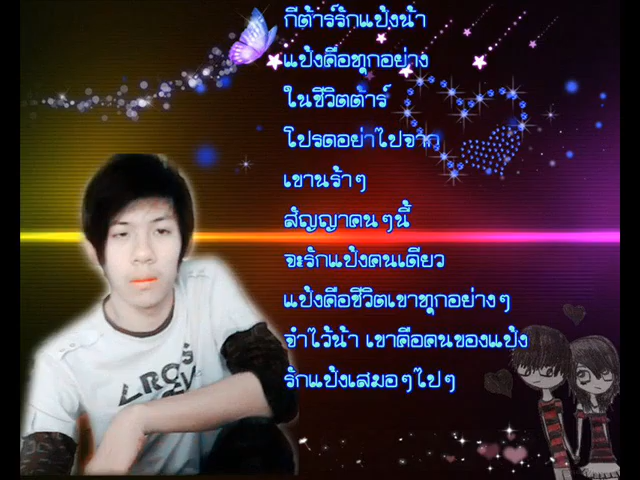 กีต้าร์รักแป้งน้า
แป้งคือทุกอย่าง
ในชีวิตต้าร์
โปรดอย่าไปจาก
เขานร้าๆ
สัญญาคนๆนี้
จะรักแป้งคนเดียว
แป้งคือชีวิตเขาทุกอย่างๆ
จำไว้น้า เขาคือคนของแป้ง
รักแป้งเสมอๆไปๆ